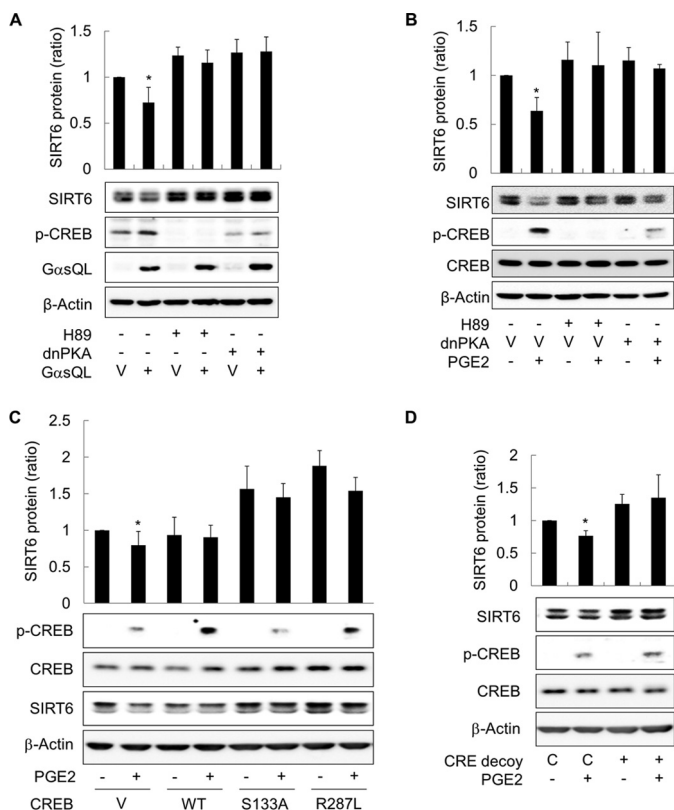 A
SIRT6 protein (ratio)
1.5
1
0.5
0
*
SIRT6
p-CREB
GαsQL
β-Actin
H89 - - + + - -
dnPKA - - - - + +
GαsQL V + V + V +
B
SIRT6 protein (ratio)
1.5
1
0.5
0
*
SIRT6
p-CREB
CREB
β-Actin
H89 - - + + - -
dnPKA V V V V + +
PGE2 - + - + - +
C
SIRT6 protein (ratio)
2.5
2
1.5
1
0.5
0
*
p-CREB
CREB
SIRT6
β-Actin
PGE2 - + - + - + - +
CREB V WT S133A R287L
D
SIRT6 protein (ratio)
2
1.5
1
0.5
0
*
SIRT6
p-CREB
CREB
β-Actin
CRE decoy C C + +
PGE2 - + - +